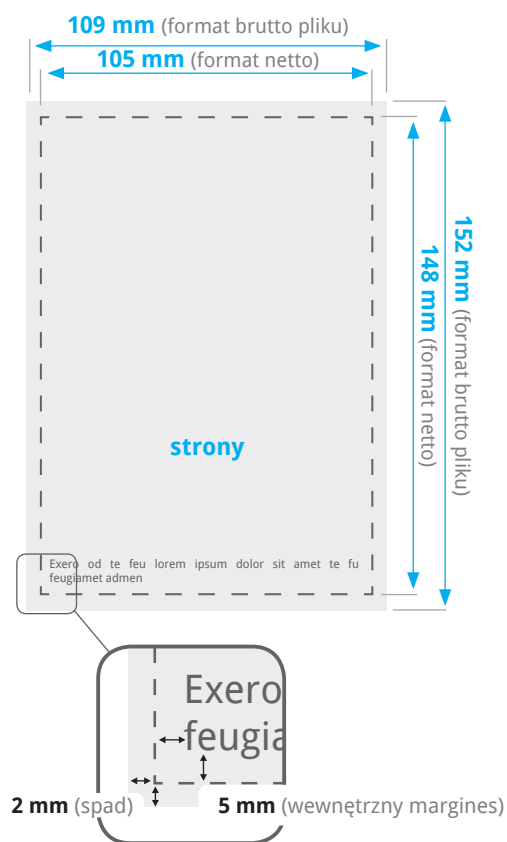 109 mm (format brutto pliku)
105 mm (format netto)
152 mm (format brutto pliku)
148 mm (format netto)
strony
Exero od te feu lorem ipsum dolor sit amet te fu
feugiamet admen
Exero
feugia
2 mm (spad)
5 mm (wewnętrzny margines)